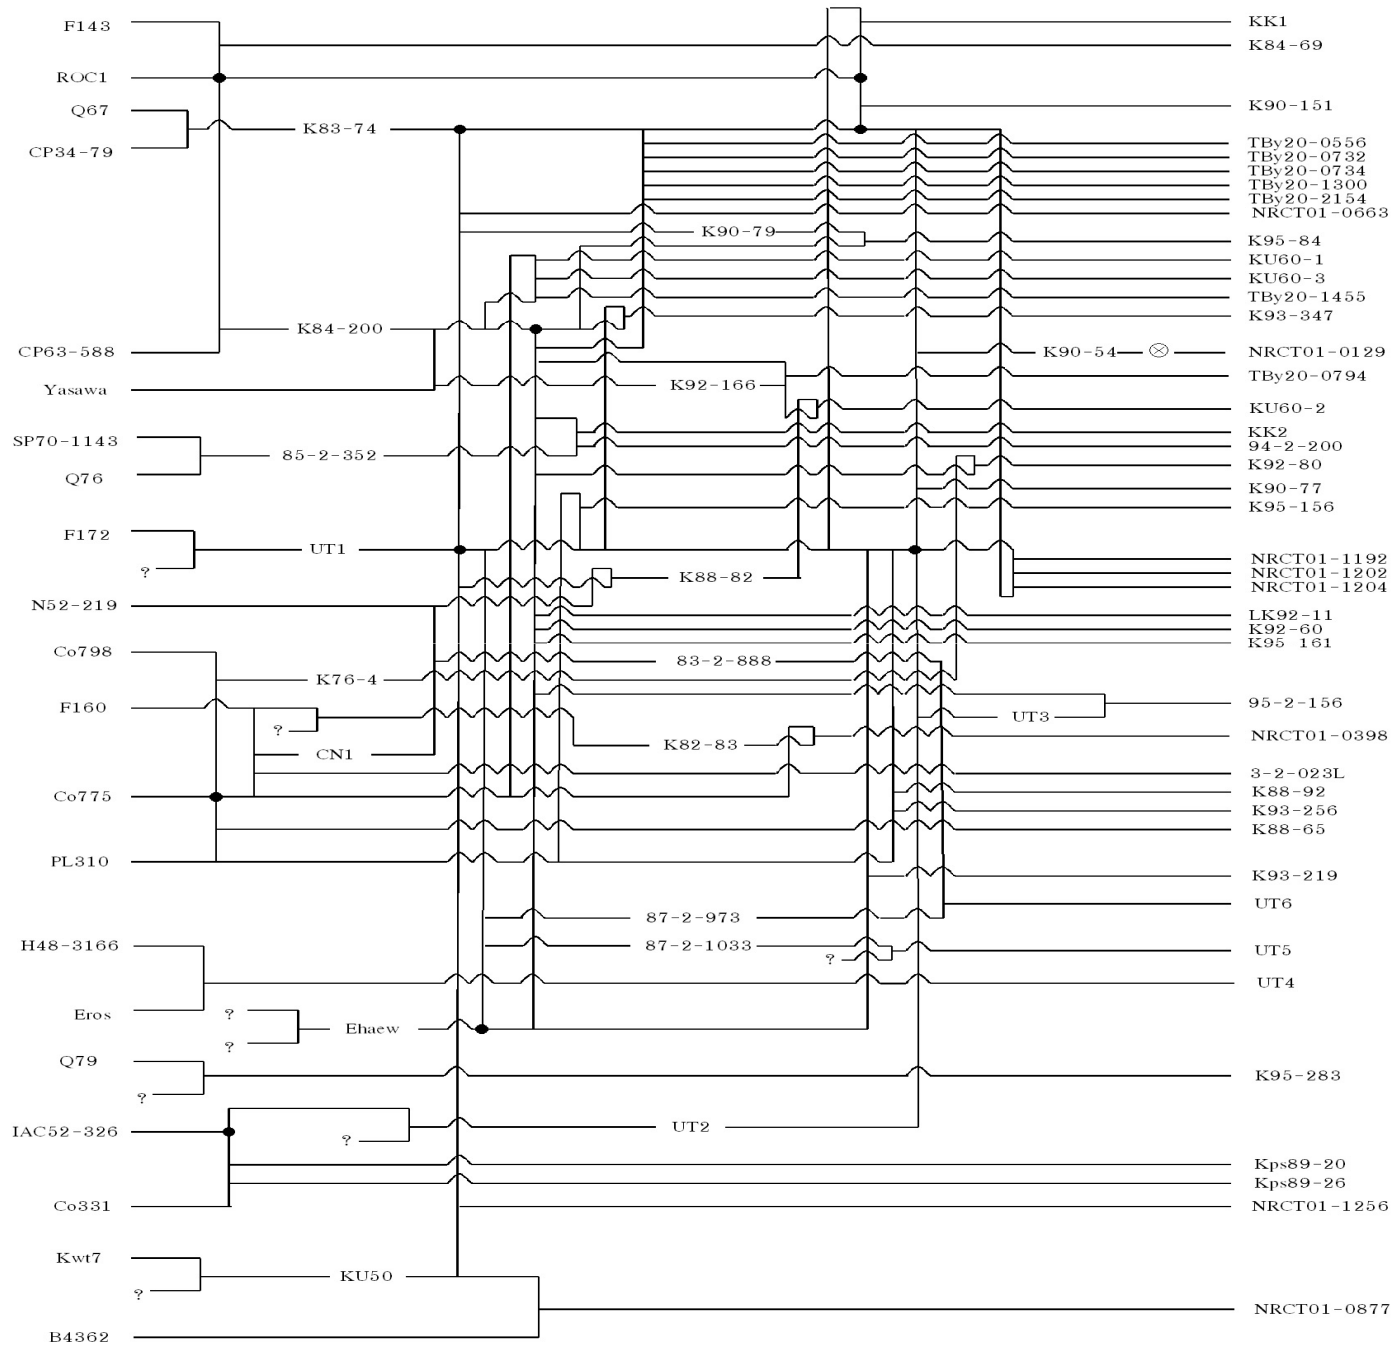 F143
KK1
K84-69
ROC1
Q67
K90-151
K83-74
CP34-79
TBy20-0556
TBy20-0732
TBy20-0734
TBy20-1300
TBy20-2154
NRCT01-0663
K90-79
K95-84
KU60-1
KU60-3
TBy20-1455
K93-347
K84-200
CP63-588
K90-54
NRCT01-0129
Yasawa
K92-166
TBy20-0794
KU60-2
SP70-1143
KK2
94-2-200
85-2-352
K92-80
Q76
K90-77
K95-156
F172
UT1
?
NRCT01-1192
NRCT01-1202
NRCT01-1204
K88-82
N52-219
LK92-11
K92-60
K95 161
Co798
83-2-888
K76-4
F160
95-2-156
UT3
?
NRCT01-0398
K82-83
CN1
3-2-023L
Co775
K88-92
K93-256
K88-65
PL310
K93-219
UT6
87-2-973
H48-3166
87-2-1033
?
UT5
UT4
Eros
?
Ehaew
?
Q79
K95-283
?
IAC52-326
?
UT2
Kps89-20
Kps89-26
Co331
NRCT01-1256
Kwt7
KU50
?
NRCT01-0877
B4362